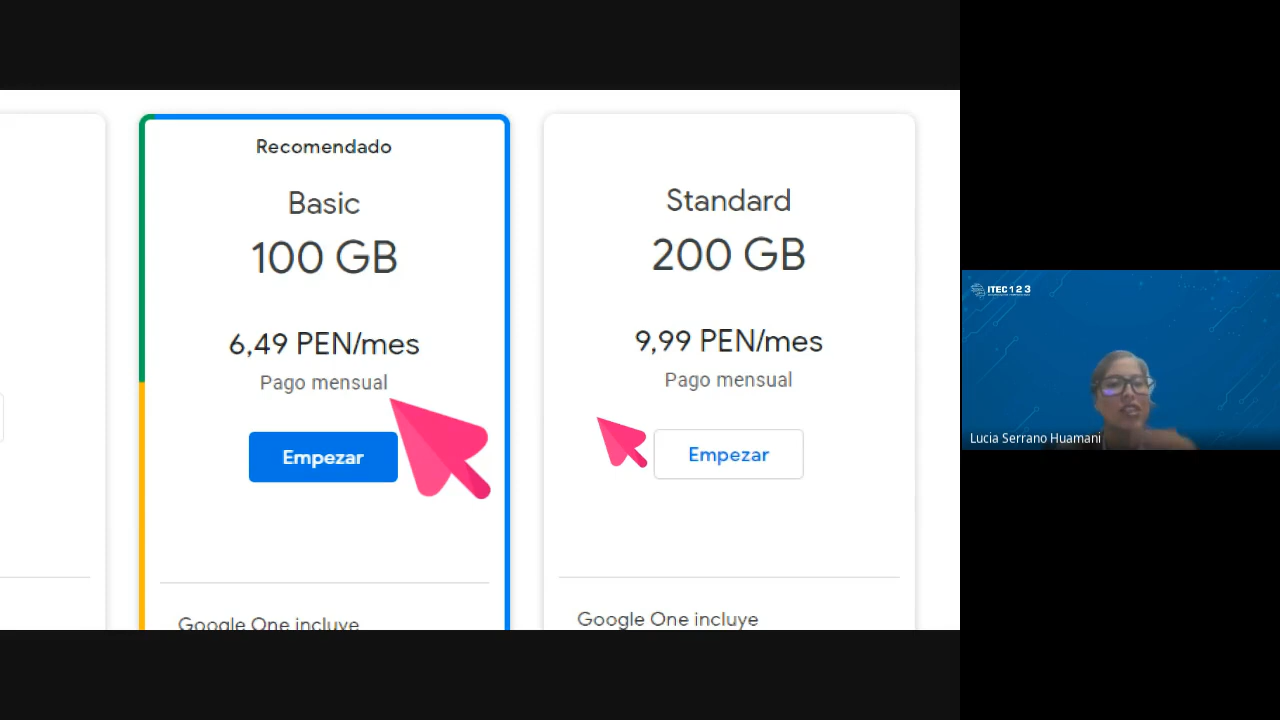 Recomendado
Basic
100 GB
6,49 PEN/mes
Pago mensual
Empezar
Google One incluye
Standard
200 GB
9,99 PEN/mes
Pago mensual
Empezar
Google One incluye
ITEC 1 2 3
Lucia Serrano Huamani